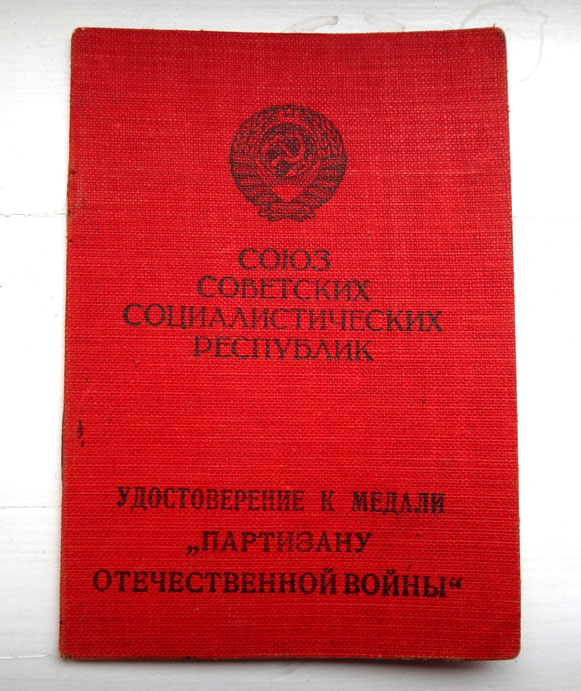 СОЮЗ
СОВЕТСКИХ
СОЦИАЛИСТИЧЕСКИХ
РЕСПУБЛИК
УДОСТОВЕРЕНИЕ К МЕДАЛИ
„ПАРТИЗАНУ
ОТЕЧЕСТВЕННОЙ ВОЙНЫ“